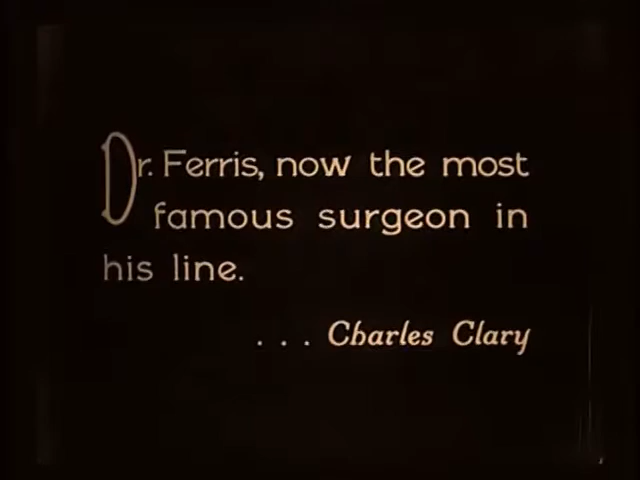 Dr. Ferris, now the most
famous surgeon in
his line.
. . . Charles Clary